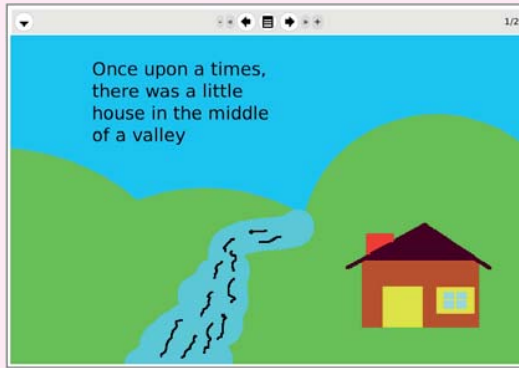 1/2
Once upon a times,
there was a little
house in the middle
of a valley